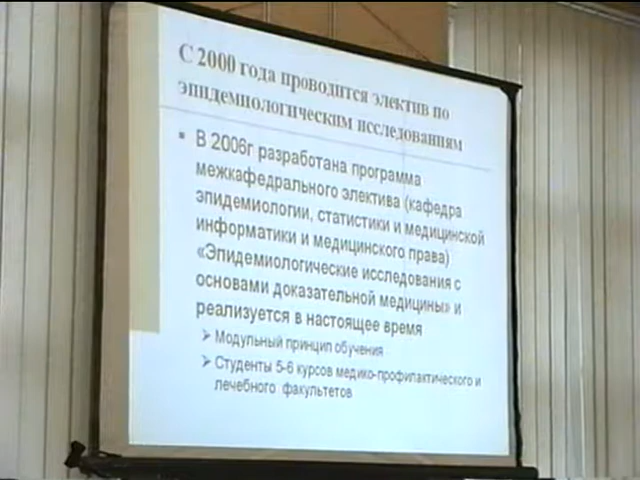 С 2000 года проводится электив по
эпидемиологическим исследованиям
▪ В 2006г разработана программа
межкафедрального электива (кафедра
эпидемиологии, статистики и медицинской
информатики и медицинского права)
«Эпидемиологические исследования с
основами доказательной медицины» и
реализуется в настоящее время
➢ Модульный принцип обучения
➢ Студенты 5-6 курсов медико-профилактического и
лечебного факультетов